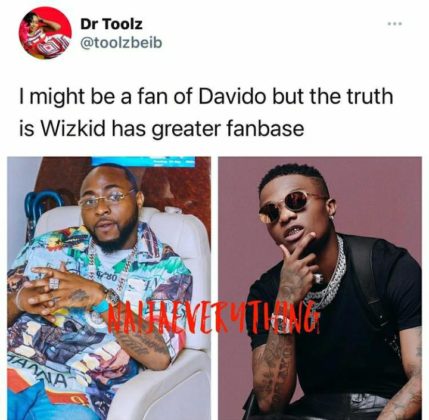 Dr Toolz
@toolzbeib
I might be a fan of Davido but the truth
is Wizkid has greater fanbase
NAIJAEVERYTHING